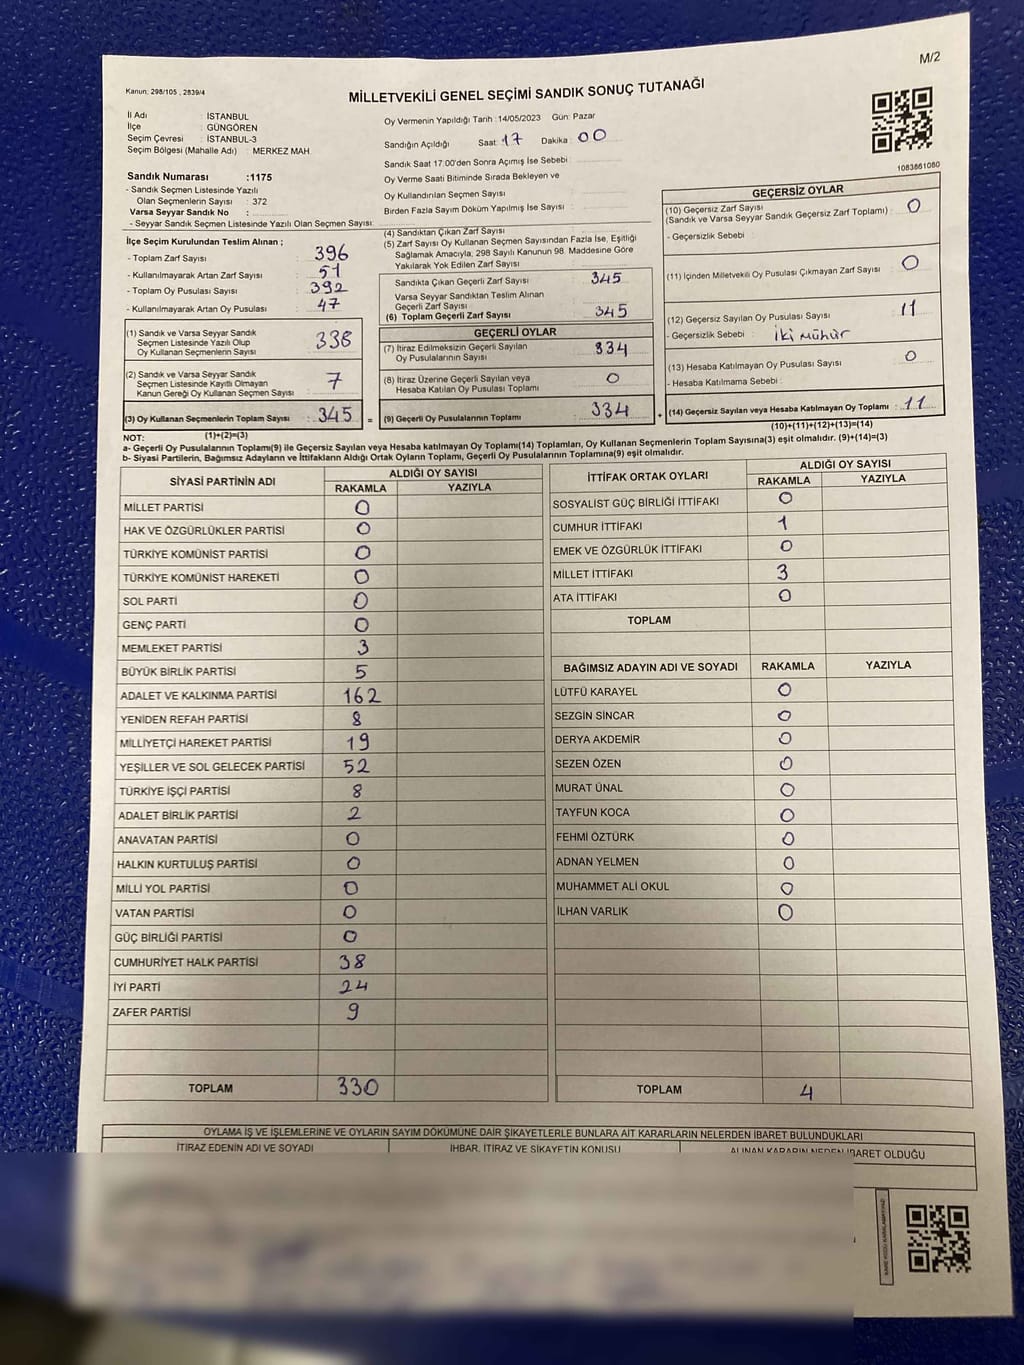 M/2
Kanun; 298/105 , 2839/4
MİLLETVEKİLİ GENEL SEÇİMİ SANDIK SONUÇ TUTANAĞI
İl Adı : İSTANBUL
İlçe : GÜNGÖREN
Seçim Çevresi : İSTANBUL-3
Seçim Bölgesi (Mahalle Adı) : MERKEZ MAH.
Oy Vermenin Yapıldığı Tarih : 14/05/2023 Gün: Pazar
Sandığın Açıldığı Saat: 17 Dakika: 00
Sandık Saat 17:00'den Sonra Açımış İse Sebebi :
Oy Verme Saati Bitiminde Sırada Bekleyen ve
Oy Kullandırılan Seçmen Sayısı
Birden Fazla Sayım Döküm Yapılmış İse Sayısı :
1083861080
Sandık Numarası :1175
- Sandık Seçmen Listesinde Yazılı
Olan Seçmenlerin Sayısı : 372
Varsa Seyyar Sandık No :
- Seyyar Sandık Seçmen Listesinde Yazılı Olan Seçmen Sayısı:
İlçe Seçim Kurulundan Teslim Alınan ;
- Toplam Zarf Sayısı : 396
- Kullanılmayarak Artan Zarf Sayısı : 51
- Toplam Oy Pusulası Sayısı : 392
- Kullanılmayarak Artan Oy Pusulası : 47
(1) Sandık ve Varsa Seyyar Sandık
Seçmen Listesinde Yazılı Olup
Oy Kullanan Seçmenlerin Sayısı 338
(2) Sandık ve Varsa Seyyar Sandık
Seçmen Listesinde Kayıtlı Olmayan
Kanun Gereği Oy Kullanan Seçmen Sayısı 7
(3) Oy Kullanan Seçmenlerin Toplam Sayısı : 345
(1)+(2)=(3)
(4) Sandıktan Çıkan Zarf Sayısı :
(5) Zarf Sayısı Oy Kullanan Seçmen Sayısından Fazla İse, Eşitliği
Sağlamak Amacıyla; 298 Sayılı Kanunun 98. Maddesine Göre
Yakılarak Yok Edilen Zarf Sayısı :
Sandıkta Çıkan Geçerli Zarf Sayısı : 345
Varsa Seyyar Sandıktan Teslim Alınan
Geçerli Zarf Sayısı
(6) Toplam Geçerli Zarf Sayısı : 345
GEÇERLİ OYLAR
(7) İtiraz Edilmeksizin Geçerli Sayılan
Oy Pusulalarının Sayısı : 334
(8) İtiraz Üzerine Geçerli Sayılan veya
Hesaba Katılan Oy Pusulası Toplamı : 0
= (9) Geçerli Oy Pusulalarının Toplamı : 334
GEÇERSİZ OYLAR
(10) Geçersiz Zarf Sayısı
(Sandık ve Varsa Seyyar Sandık Geçersiz Zarf Toplamı) : 0
- Geçersizlik Sebebi :
(11) İçinden Milletvekili Oy Pusulası Çıkmayan Zarf Sayısı : 0
(12) Geçersiz Sayılan Oy Pusulası Sayısı : 11
- Geçersizlik Sebebi : iki mühür
(13) Hesaba Katılmayan Oy Pusulası Sayısı : 0
- Hesaba Katılmama Sebebi :
+ (14) Geçersiz Sayılan veya Hesaba Katılmayan Oy Toplamı : 11
(10)+(11)+(12)+(13)=(14)
NOT:
a- Geçerli Oy Pusulalarının Toplamı(9) ile Geçersiz Sayılan veya Hesaba katılmayan Oy Toplamı(14) Toplamları, Oy Kullanan Seçmenlerin Toplam Sayısına(3) eşit olmalıdır. (9)+(14)=(3)
b- Siyasi Partilerin, Bağımsız Adayların ve İttifakların Aldığı Ortak Oyların Toplamı, Geçerli Oy Pusulalarının Toplamına(9) eşit olmalıdır.
SİYASİ PARTİNİN ADI ALDIĞI OY SAYISI
RAKAMLA YAZIYLA
MİLLET PARTİSİ 0
HAK VE ÖZGÜRLÜKLER PARTİSİ 0
TÜRKİYE KOMÜNİST PARTİSİ 0
TÜRKİYE KOMÜNİST HAREKETİ 0
SOL PARTİ 0
GENÇ PARTİ 0
MEMLEKET PARTİSİ 3
BÜYÜK BİRLİK PARTİSİ 5
ADALET VE KALKINMA PARTİSİ 162
YENİDEN REFAH PARTİSİ 8
MİLLİYETÇİ HAREKET PARTİSİ 19
YEŞİLLER VE SOL GELECEK PARTİSİ 52
TÜRKİYE İŞÇİ PARTİSİ 8
ADALET BİRLİK PARTİSİ 2
ANAVATAN PARTİSİ 0
HALKIN KURTULUŞ PARTİSİ 0
MİLLİ YOL PARTİSİ 0
VATAN PARTİSİ 0
GÜÇ BİRLİĞİ PARTİSİ 0
CUMHURİYET HALK PARTİSİ 38
İYİ PARTİ 24
ZAFER PARTİSİ 9
TOPLAM 330
İTTİFAK ORTAK OYLARI ALDIĞI OY SAYISI
RAKAMLA YAZIYLA
SOSYALİST GÜÇ BİRLİĞİ İTTİFAKI 0
CUMHUR İTTİFAKI 1
EMEK VE ÖZGÜRLÜK İTTİFAKI 0
MİLLET İTTİFAKI 3
ATA İTTİFAKI 0
TOPLAM
BAĞIMSIZ ADAYIN ADI VE SOYADI RAKAMLA YAZIYLA
LÜTFÜ KARAYEL 0
SEZGİN SİNCAR 0
DERYA AKDEMİR 0
SEZEN ÖZEN 0
MURAT ÜNAL 0
TAYFUN KOCA 0
FEHMİ ÖZTÜRK 0
ADNAN YELMEN 0
MUHAMMET ALİ OKUL 0
İLHAN VARLIK 0
TOPLAM 4
OYLAMA İŞ VE İŞLEMLERİNE VE OYLARIN SAYIM DÖKÜMÜNE DAİR ŞİKAYETLERLE BUNLARA AİT KARARLARIN NELERDEN İBARET BULUNDUKLARI
İTİRAZ EDENİN ADI VE SOYADI İHBAR, İTİRAZ VE ŞİKAYETİN KONUSU ALINAN KARARIN NEDEN İBARET OLDUĞU